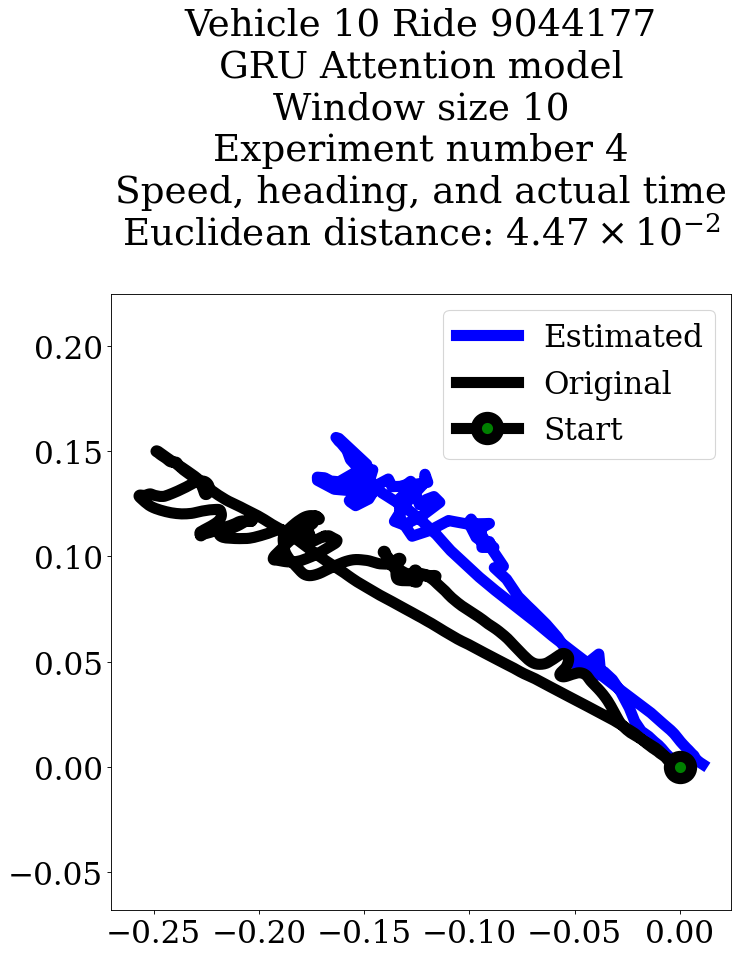 Vehicle 10 Ride 9044177
GRU Attention model
Window size 10
Experiment number 4
Speed, heading, and actual time
Euclidean distance: 4.47 × 10⁻²
Estimated
Original
Start
0.20
0.15
0.10
0.05
0.00
−0.05
−0.25 −0.20 −0.15 −0.10 −0.05 0.00